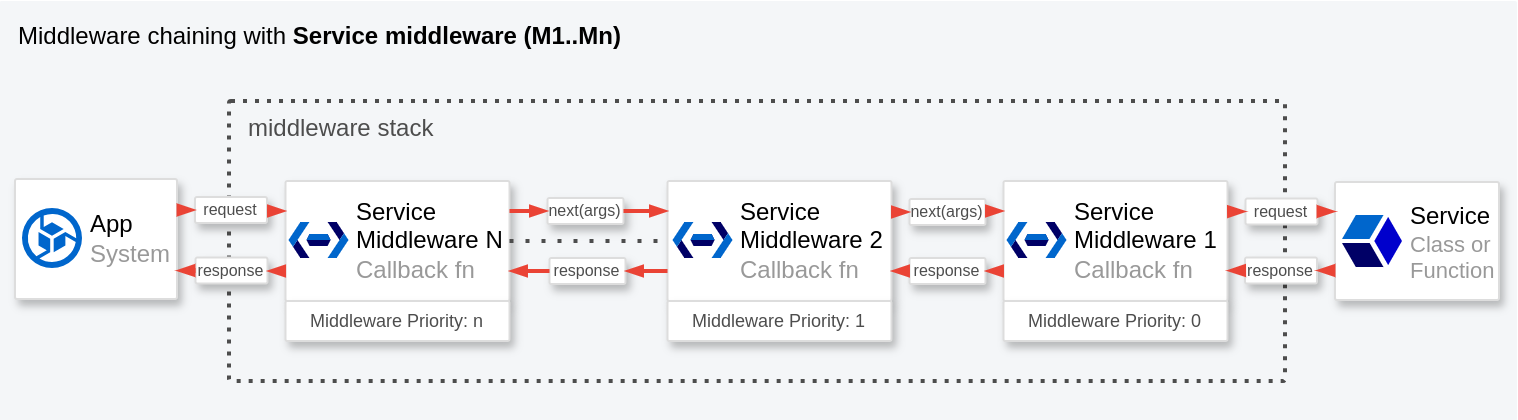 Middleware chaining with Service middleware (M1..Mn)
middleware stack
App
System
request
response
Service
Middleware N
Callback fn
Middleware Priority: n
next(args)
response
Service
Middleware 2
Callback fn
Middleware Priority: 1
next(args)
response
Service
Middleware 1
Callback fn
Middleware Priority: 0
request
response
Service
Class or
Function